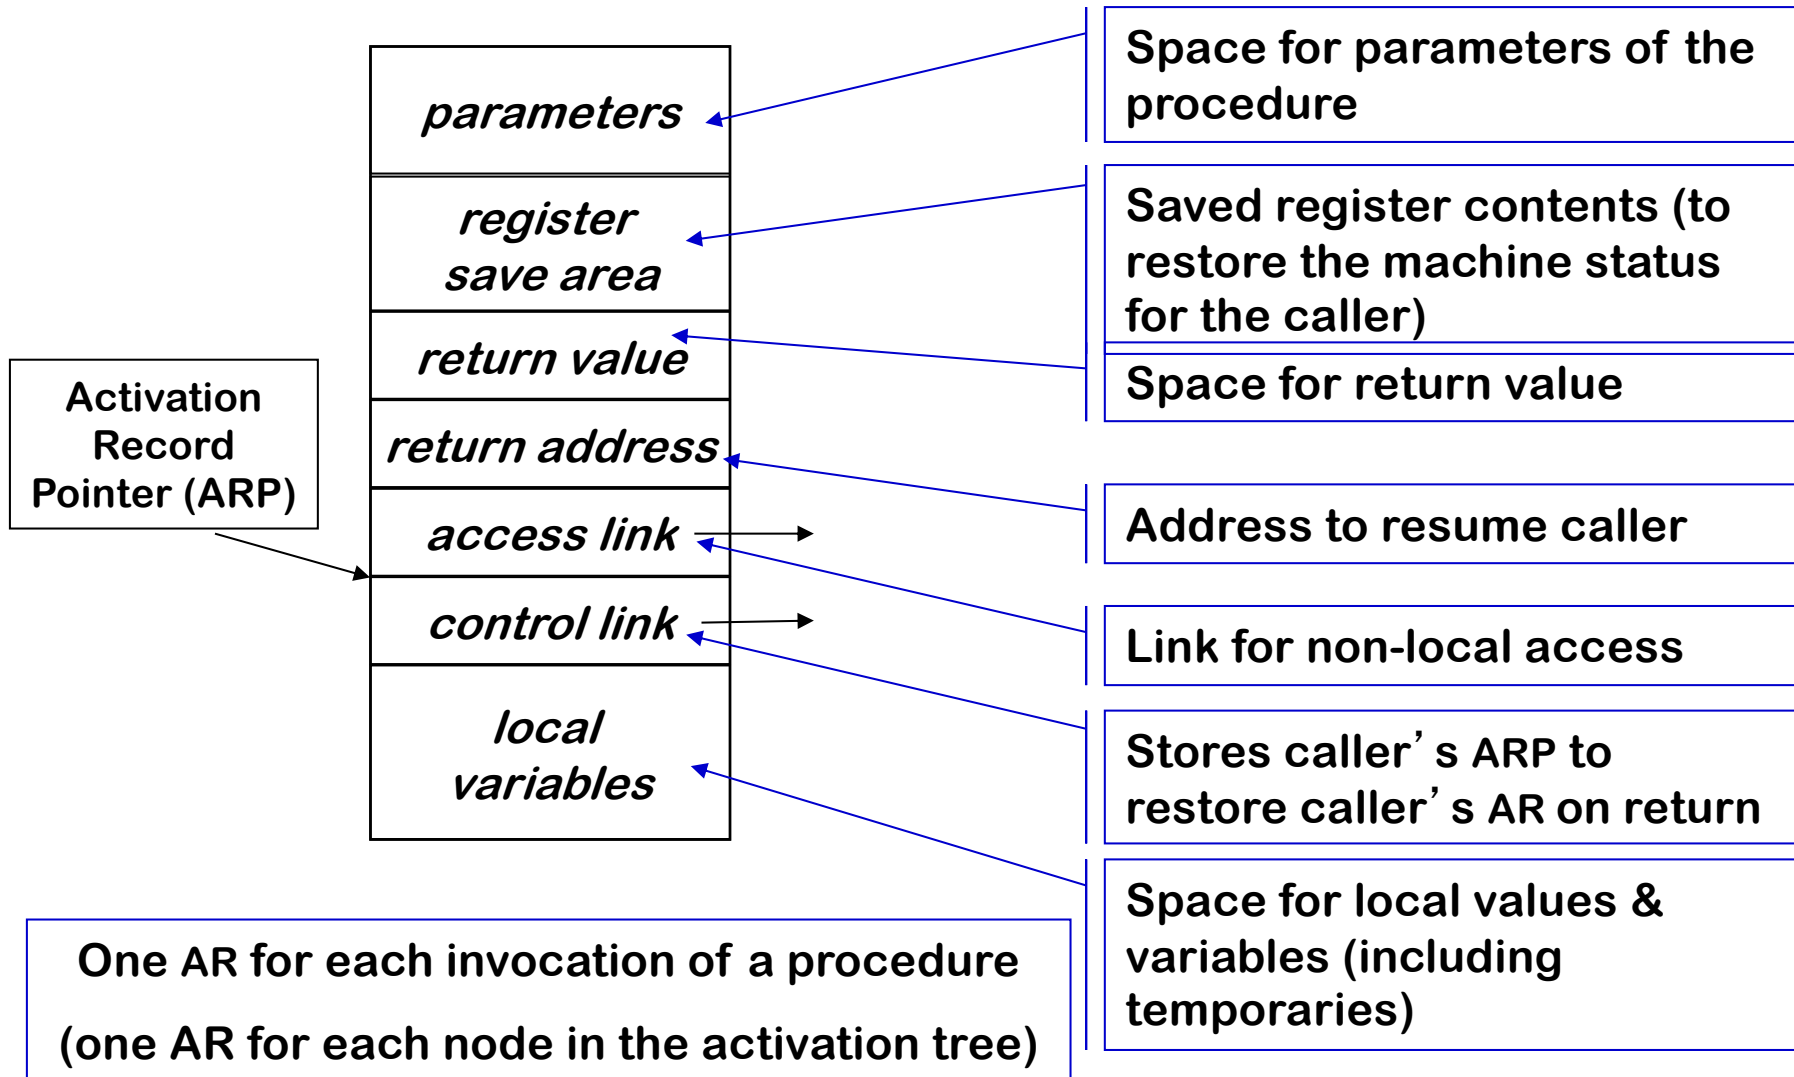 parameters
register
save area
return value
return address
access link
control link
local
variables
Activation
Record
Pointer (ARP)
Space for parameters of the
procedure
Saved register contents (to
restore the machine status
for the caller)
Space for return value
Address to resume caller
Link for non-local access
Stores caller’s ARP to
restore caller’s AR on return
Space for local values &
variables (including
temporaries)
One AR for each invocation of a procedure
(one AR for each node in the activation tree)